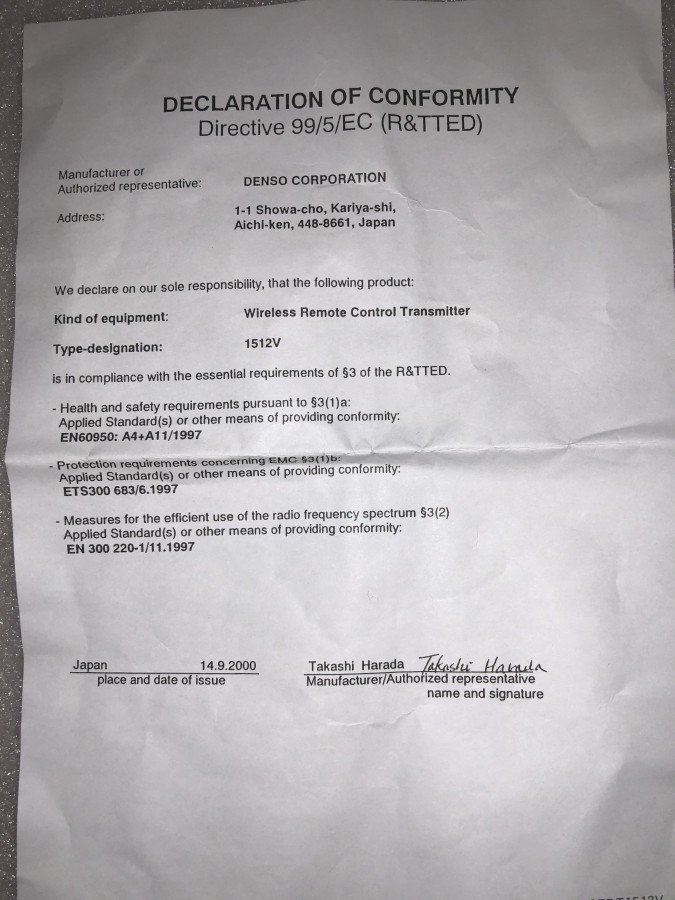 DECLARATION OF CONFORMITY
Directive 99/5/EC (R&TTED)
Manufacturer or
Authorized representative: DENSO CORPORATION
Address: 1-1 Showa-cho, Kariya-shi,
Aichi-ken, 448-8661, Japan
We declare on our sole responsibility, that the following product:
Kind of equipment: Wireless Remote Control Transmitter
Type-designation: 1512V
is in compliance with the essential requirements of §3 of the R&TTED.
- Health and safety requirements pursuant to §3(1)a:
Applied Standard(s) or other means of providing conformity:
EN60950: A4+A11/1997
- Protection requirements concerning EMC §3(1)b:
Applied Standard(s) or other means of providing conformity:
ETS300 683/6.1997
- Measures for the efficient use of the radio frequency spectrum §3(2)
Applied Standard(s) or other means of providing conformity:
EN 300 220-1/11.1997
Japan 14.9.2000 Takashi Harada Takashi Harada
place and date of issue Manufacturer/Authorized representative
name and signature